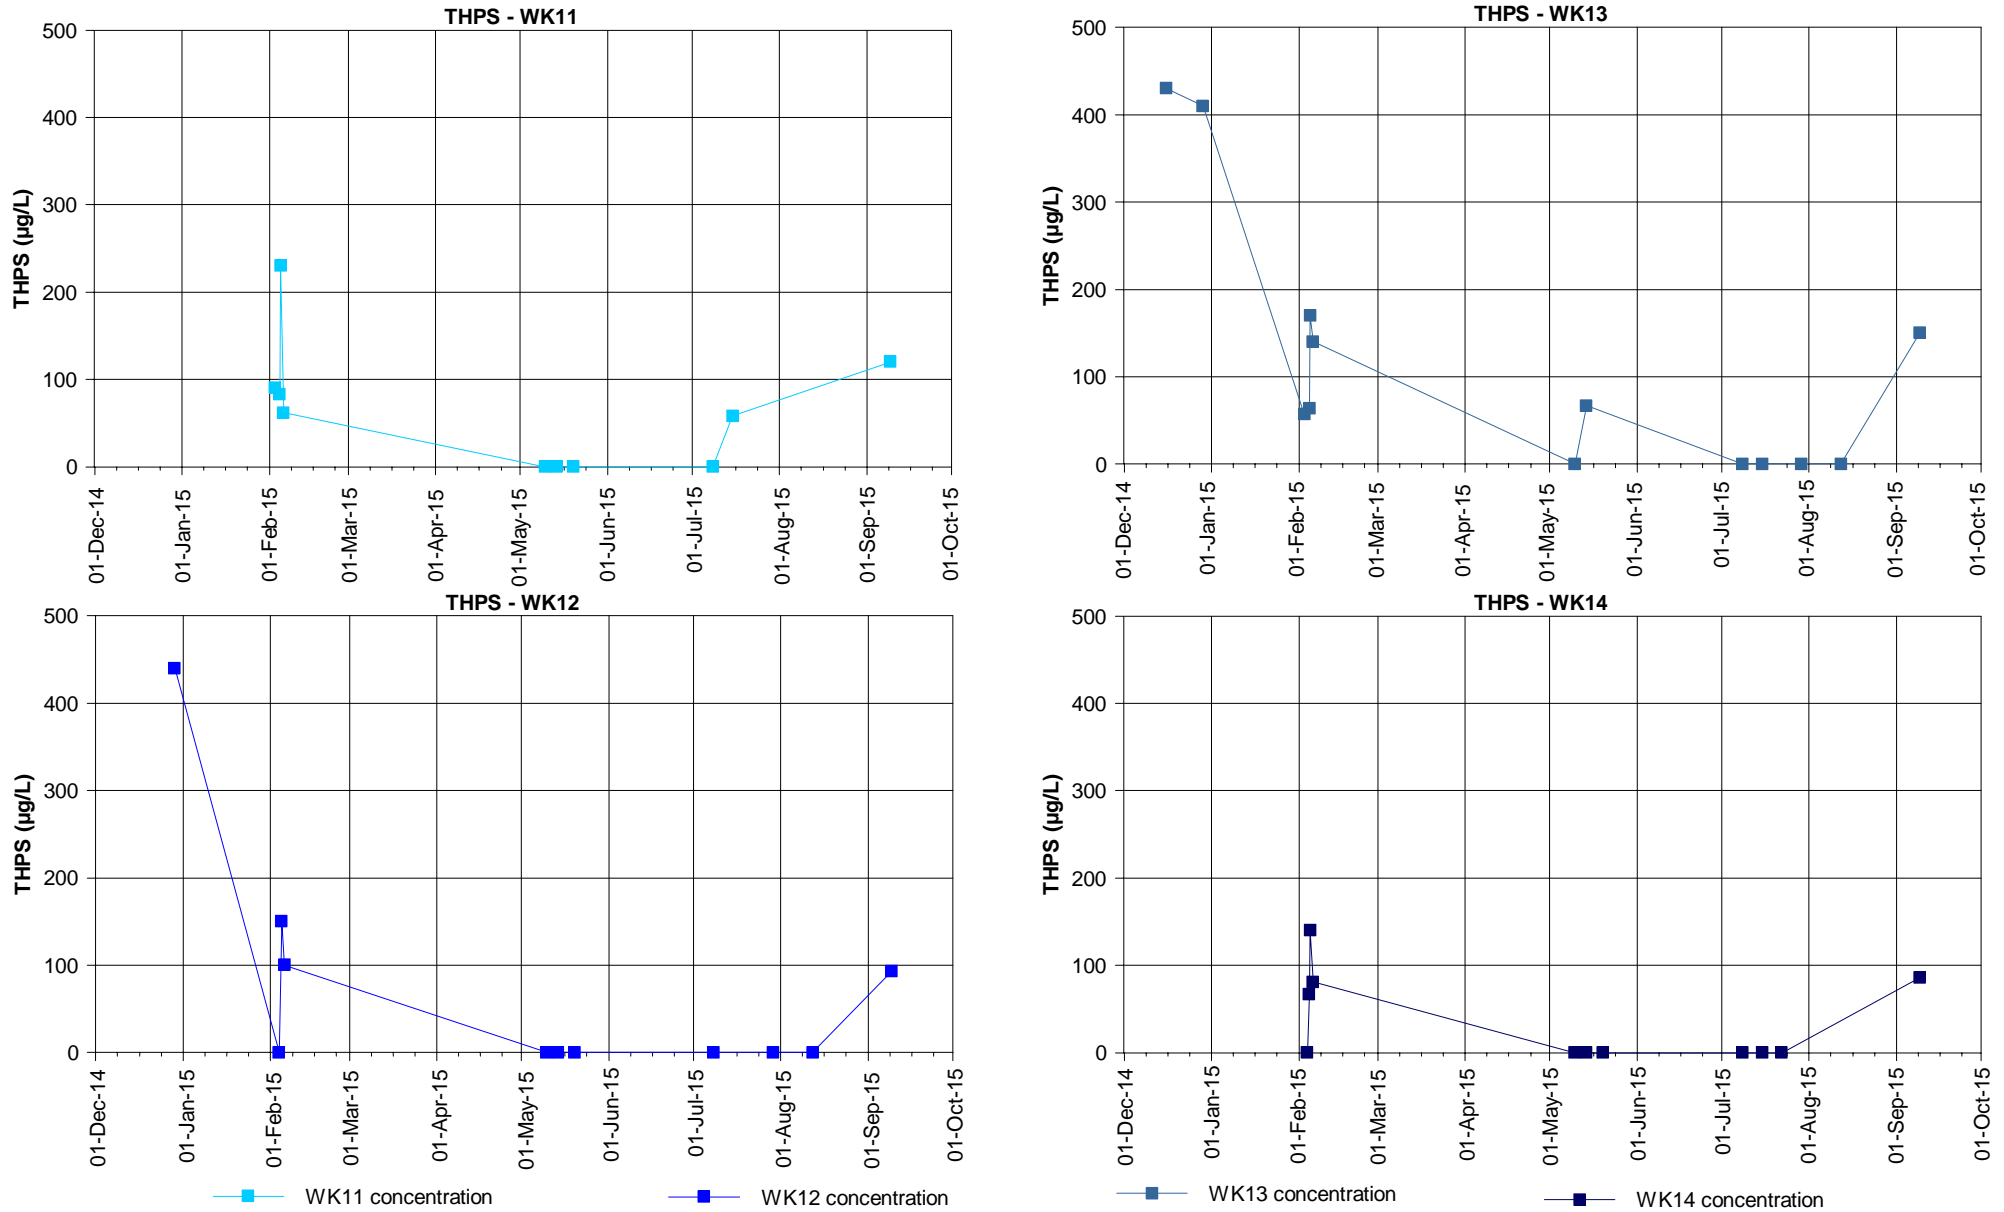 THPS - WK11
500
400
300
200
100
0
THPS (µg/L)
01-Dec-14
01-Jan-15
01-Feb-15
01-Mar-15
01-Apr-15
01-May-15
01-Jun-15
01-Jul-15
01-Aug-15
01-Sep-15
01-Oct-15
THPS - WK13
500
400
300
200
100
0
THPS (µg/L)
01-Dec-14
01-Jan-15
01-Feb-15
01-Mar-15
01-Apr-15
01-May-15
01-Jun-15
01-Jul-15
01-Aug-15
01-Sep-15
01-Oct-15
THPS - WK12
500
400
300
200
100
0
THPS (µg/L)
01-Dec-14
01-Jan-15
01-Feb-15
01-Mar-15
01-Apr-15
01-May-15
01-Jun-15
01-Jul-15
01-Aug-15
01-Sep-15
01-Oct-15
THPS - WK14
500
400
300
200
100
0
THPS (µg/L)
01-Dec-14
01-Jan-15
01-Feb-15
01-Mar-15
01-Apr-15
01-May-15
01-Jun-15
01-Jul-15
01-Aug-15
01-Sep-15
01-Oct-15
WK11 concentration
WK12 concentration
WK13 concentration
WK14 concentration